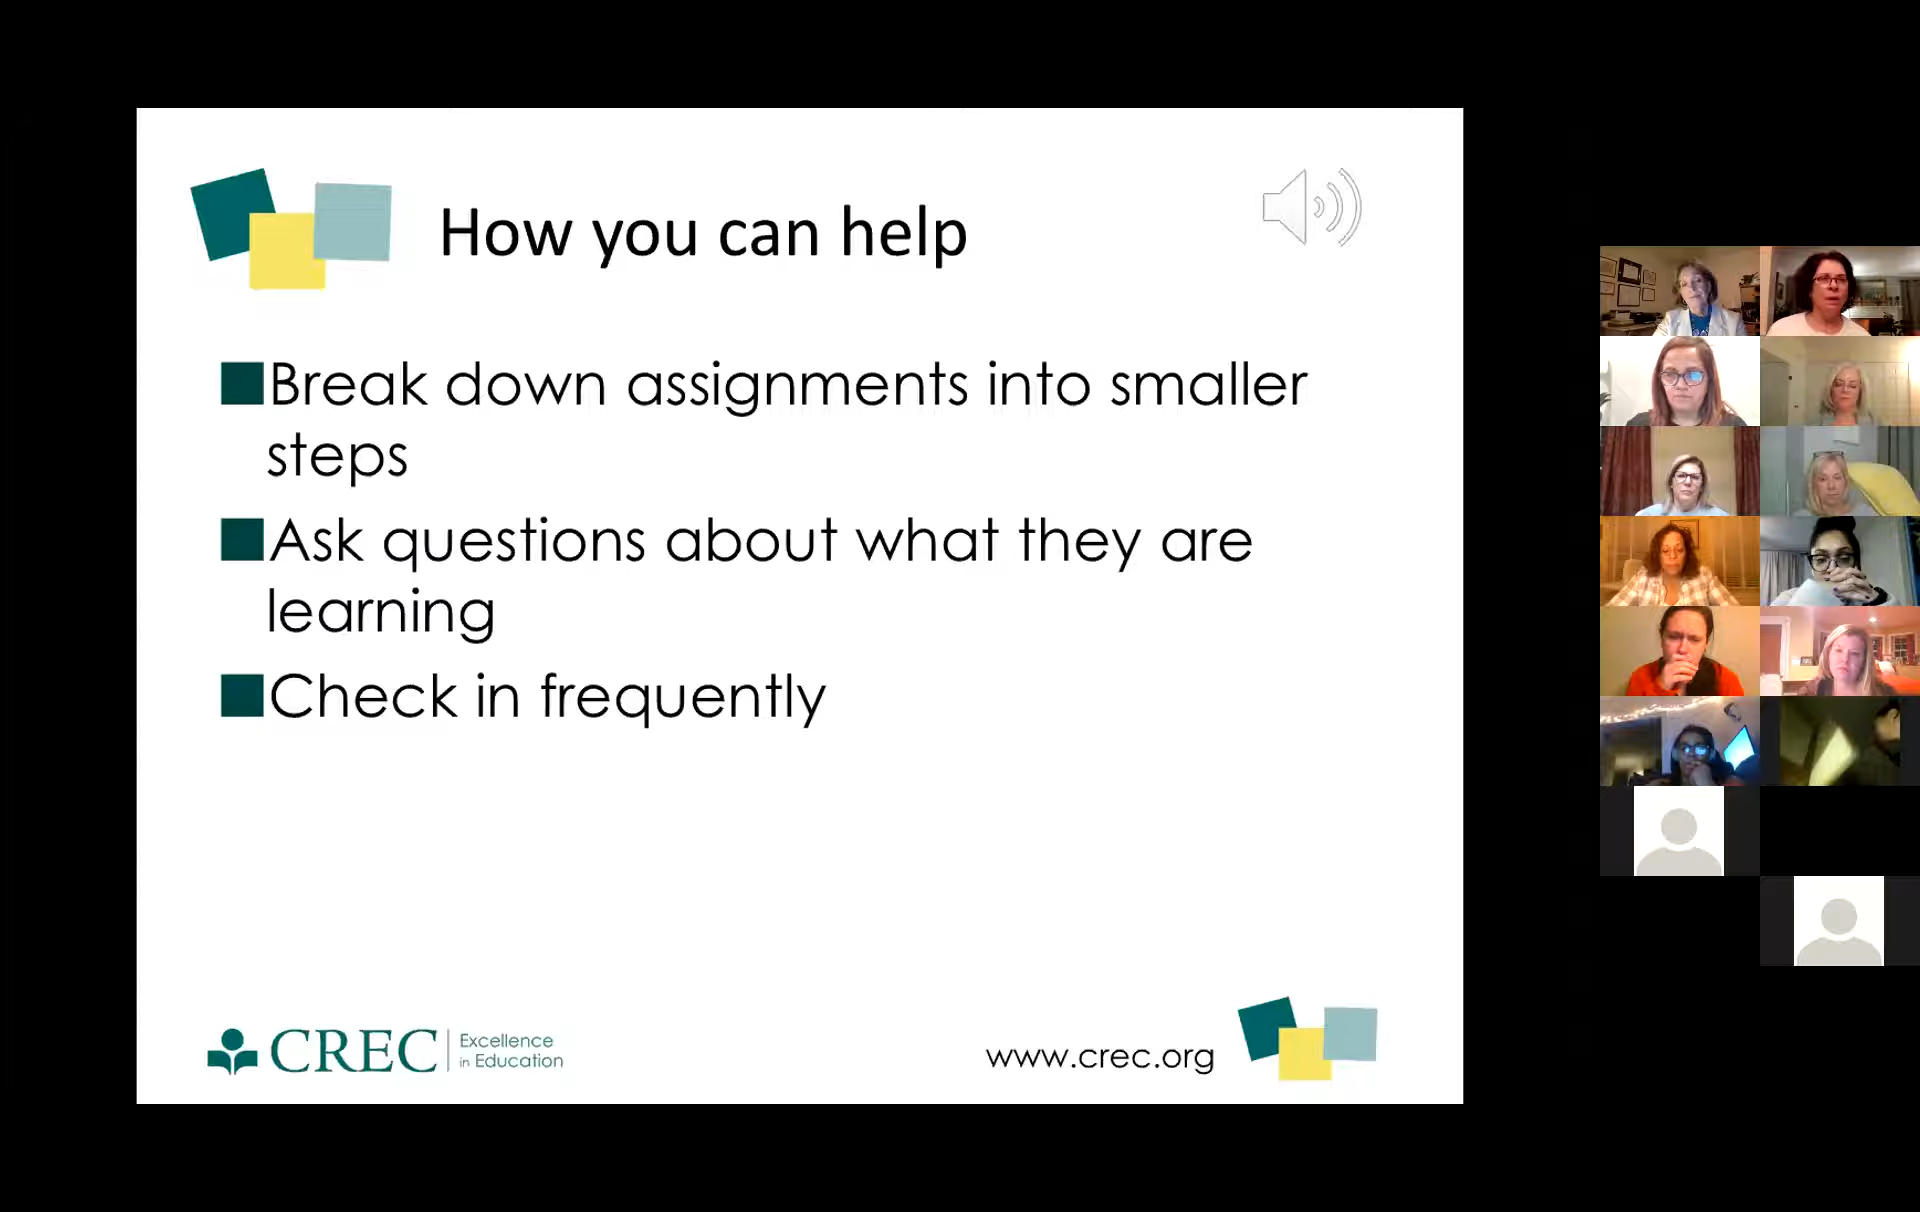 How you can help
Break down assignments into smaller
steps
Ask questions about what they are
learning
Check in frequently
CREC
Excellence
in Education
www.crec.org